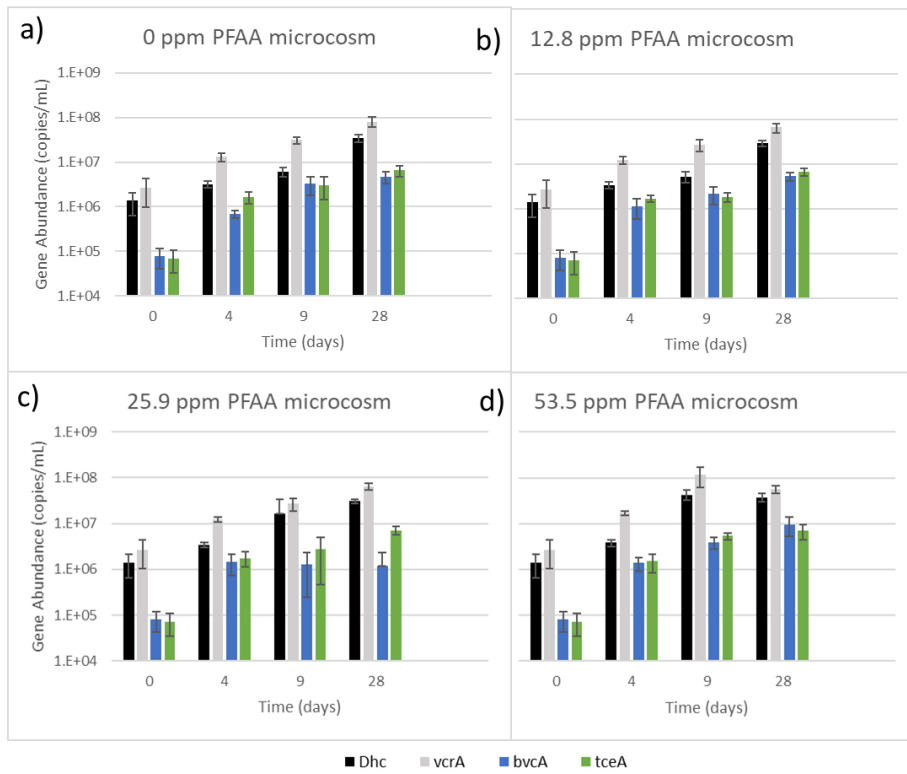 a)
0 ppm PFAA microcosm
Gene Abundance (copies/mL)
1.E+09
1.E+08
1.E+07
1.E+06
1.E+05
1.E+04
0 4 9 28
Time (days)
b)
12.8 ppm PFAA microcosm
0 4 9 28
Time (days)
c)
25.9 ppm PFAA microcosm
Gene Abundance (copies/mL)
1.E+09
1.E+08
1.E+07
1.E+06
1.E+05
1.E+04
0 4 9 28
Time (days)
d)
53.5 ppm PFAA microcosm
0 4 9 28
Time (days)
Dhc vcrA bvcA tceA